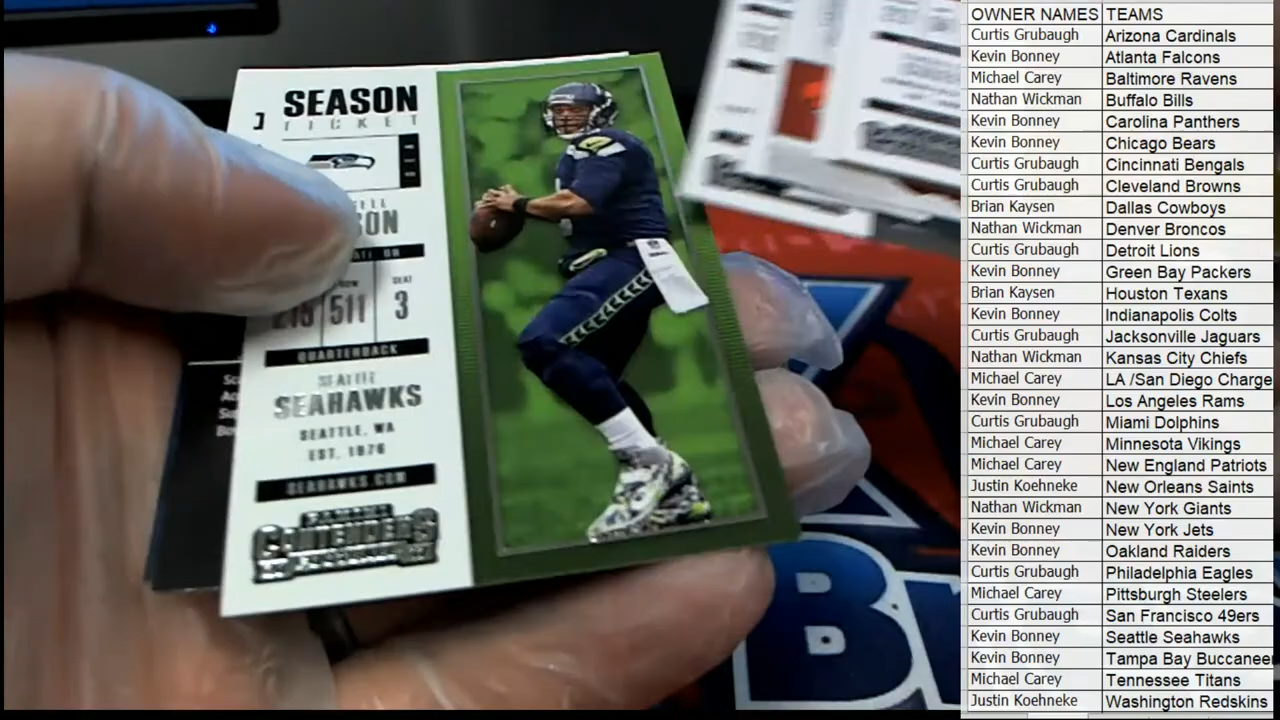 SEASON
TICKET
SON
ROW
SEAT
511
3
QUARTERBACK
SEATTLE
SEAHAWKS
SEATTLE, WA
EST. 1976
SEAHAWKS.COM
PANINI
CONTENDERS
OWNER NAMES TEAMS
Curtis Grubaugh Arizona Cardinals
Kevin Bonney Atlanta Falcons
Michael Carey Baltimore Ravens
Nathan Wickman Buffalo Bills
Kevin Bonney Carolina Panthers
Kevin Bonney Chicago Bears
Curtis Grubaugh Cincinnati Bengals
Curtis Grubaugh Cleveland Browns
Brian Kaysen Dallas Cowboys
Nathan Wickman Denver Broncos
Curtis Grubaugh Detroit Lions
Kevin Bonney Green Bay Packers
Brian Kaysen Houston Texans
Kevin Bonney Indianapolis Colts
Curtis Grubaugh Jacksonville Jaguars
Nathan Wickman Kansas City Chiefs
Michael Carey LA /San Diego Charge
Kevin Bonney Los Angeles Rams
Curtis Grubaugh Miami Dolphins
Michael Carey Minnesota Vikings
Michael Carey New England Patriots
Justin Koehneke New Orleans Saints
Nathan Wickman New York Giants
Kevin Bonney New York Jets
Kevin Bonney Oakland Raiders
Curtis Grubaugh Philadelphia Eagles
Michael Carey Pittsburgh Steelers
Curtis Grubaugh San Francisco 49ers
Kevin Bonney Seattle Seahawks
Kevin Bonney Tampa Bay Buccanee
Michael Carey Tennessee Titans
Justin Koehneke Washington Redskins